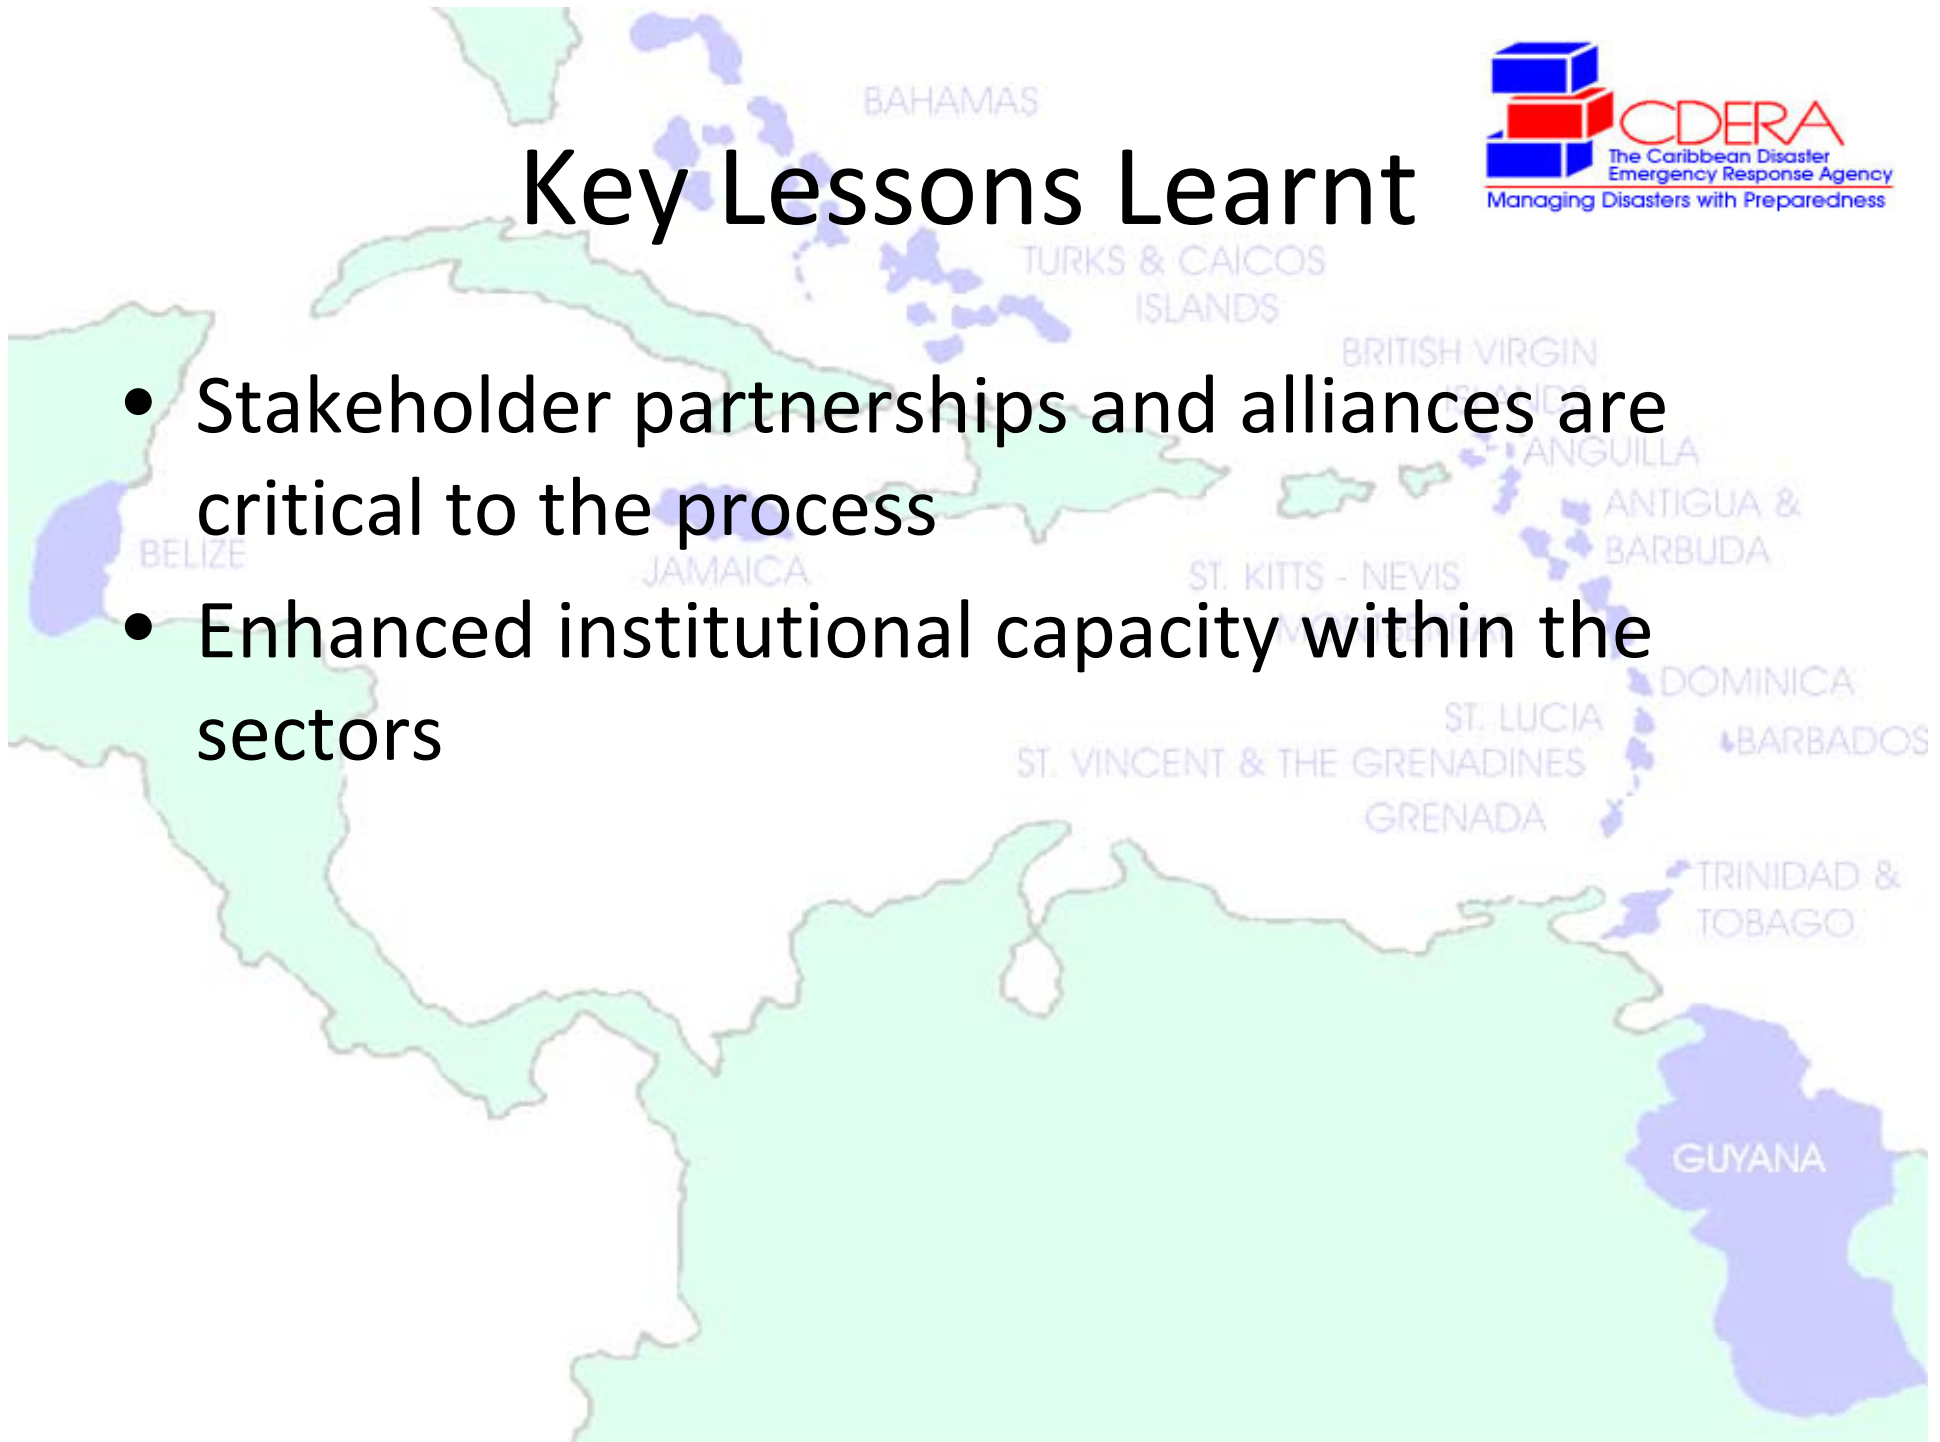 BAHAMAS
CDERA
The Caribbean Disaster
Emergency Response Agency
Managing Disasters with Preparedness
Key Lessons Learnt
TURKS & CAICOS
ISLANDS
BRITISH VIRGIN
ISLANDS
• Stakeholder partnerships and alliances are
ANGUILLA
critical to the process
ANTIGUA &
BARBUDA
BELIZE
JAMAICA
ST. KITTS - NEVIS
MONTSERRAT
• Enhanced institutional capacity within the
sectors
DOMINICA
ST. LUCIA
BARBADOS
ST. VINCENT & THE GRENADINES
GRENADA
TRINIDAD &
TOBAGO
GUYANA